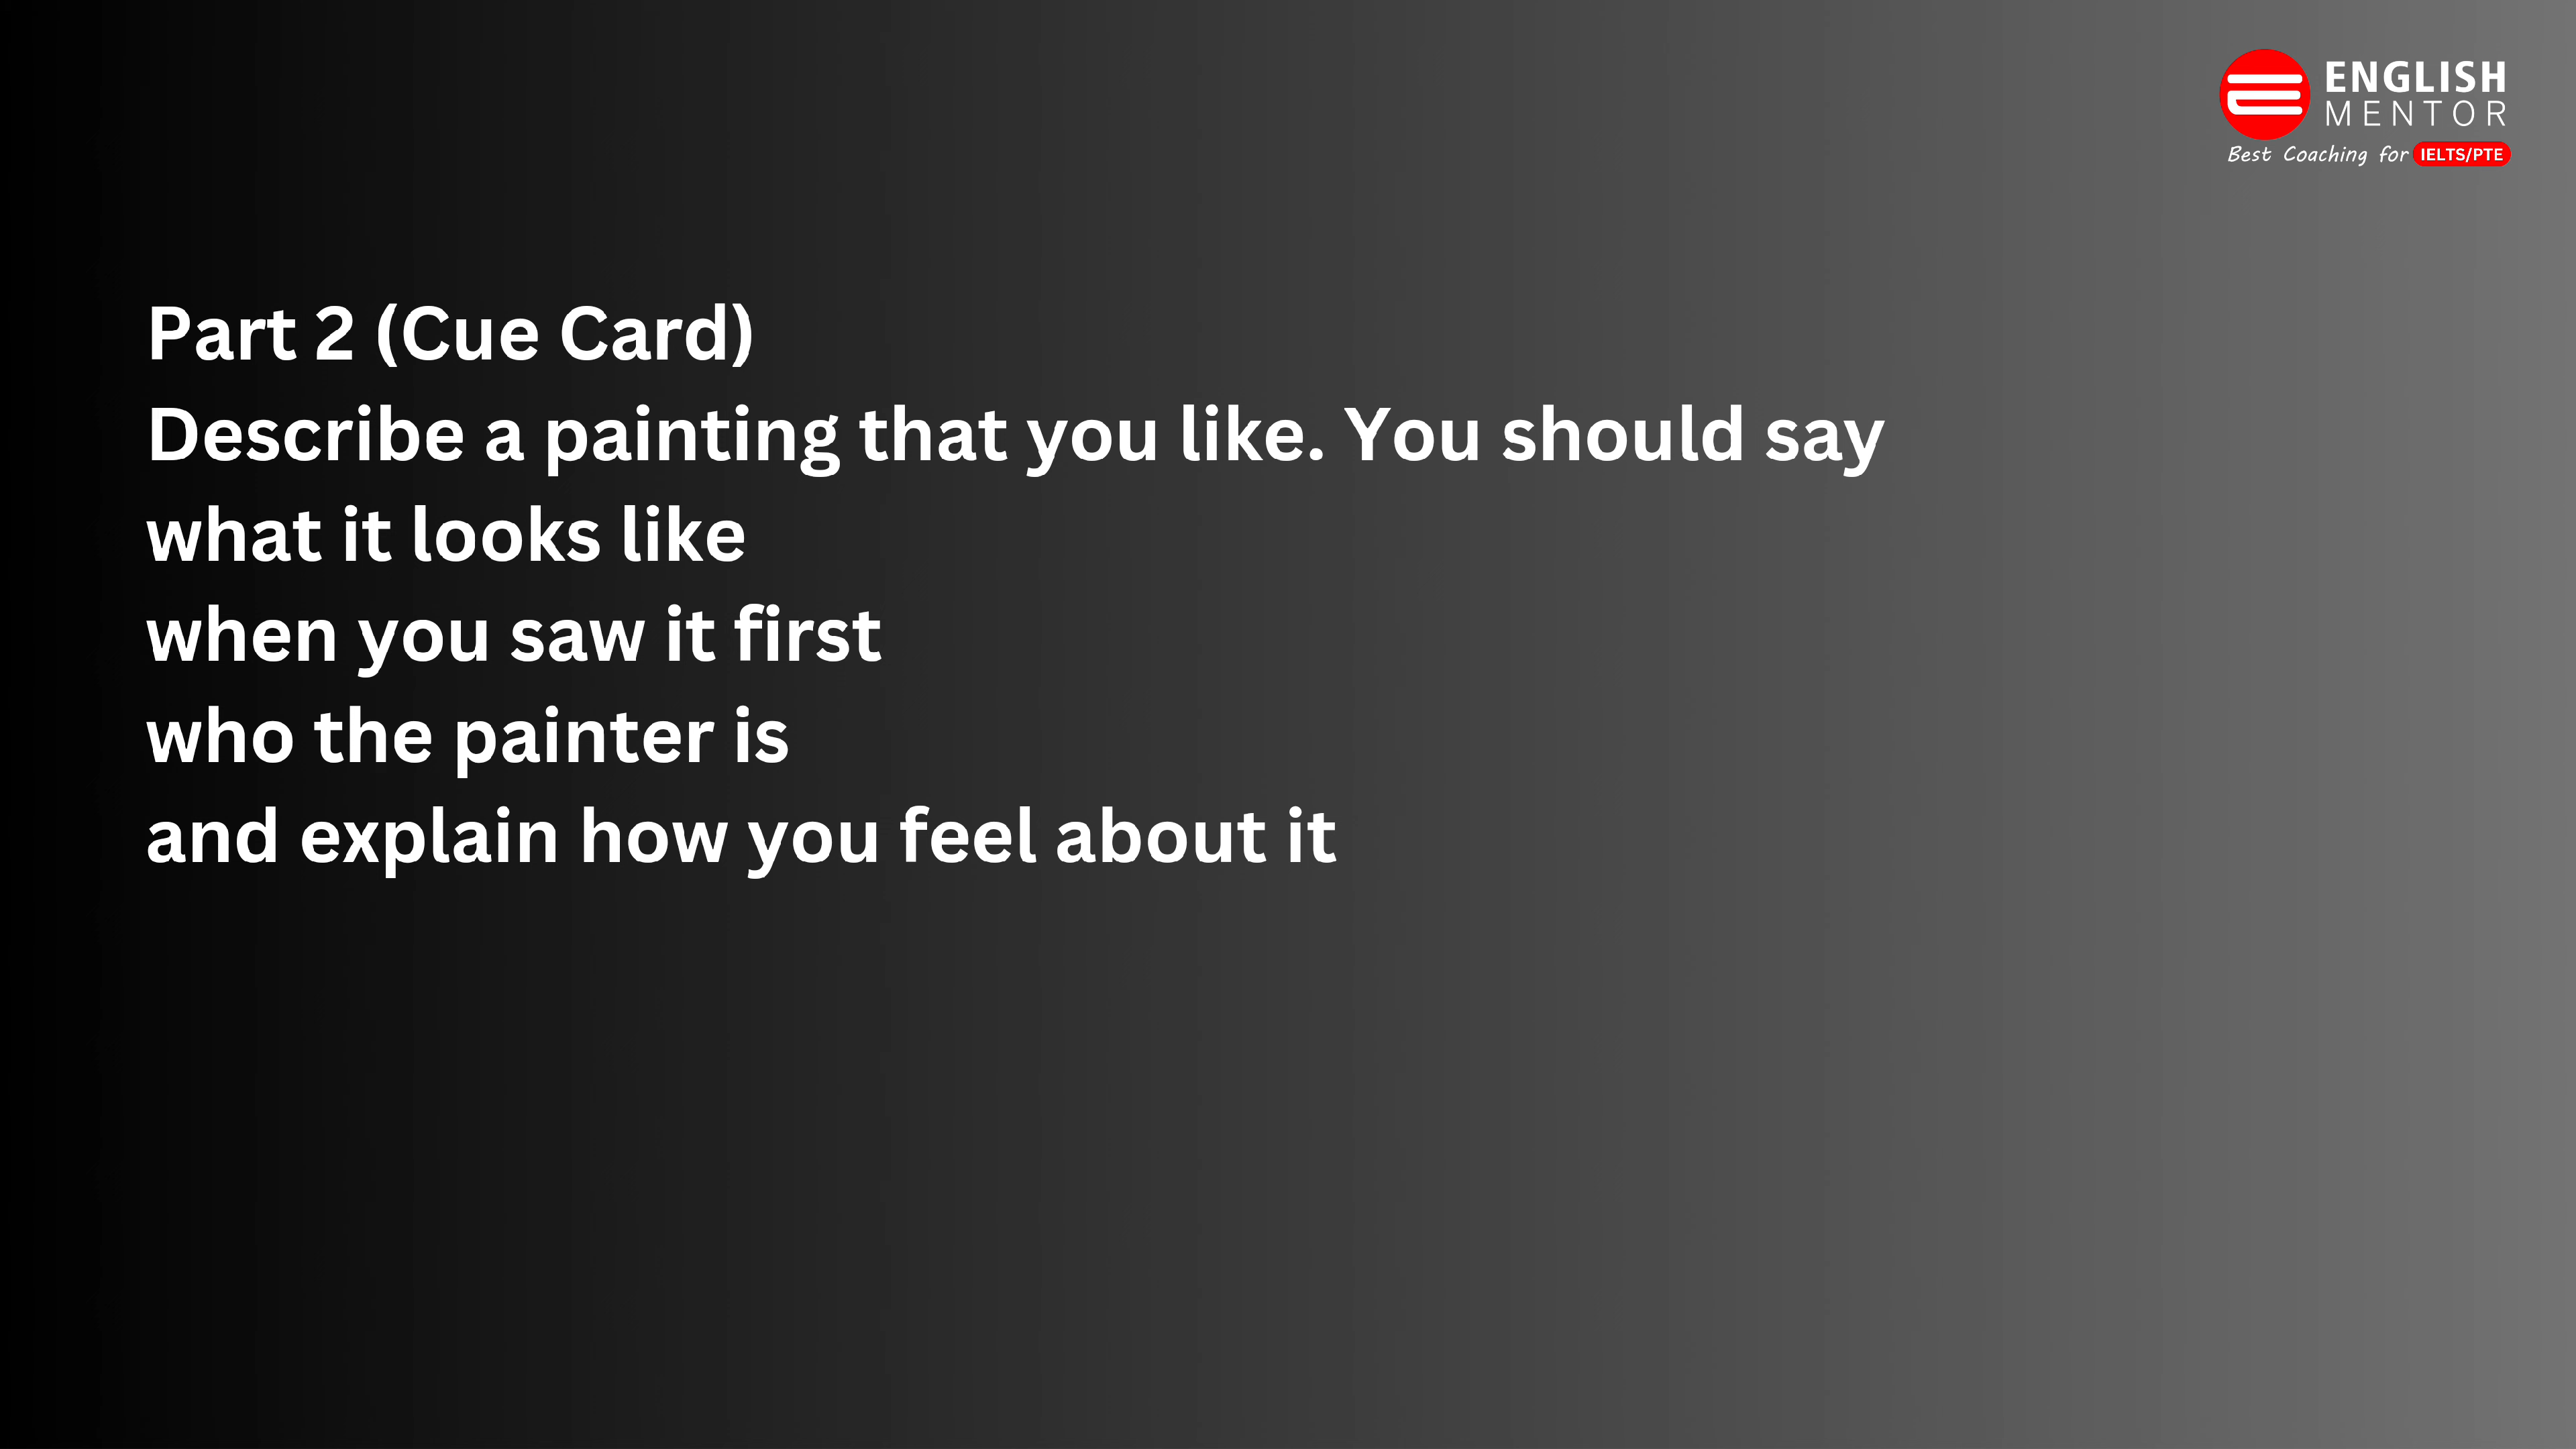 ENGLISH
MENTOR
Best Coaching for IELTS/PTE
Part 2 (Cue Card)
Describe a painting that you like. You should say
what it looks like
when you saw it first
who the painter is
and explain how you feel about it